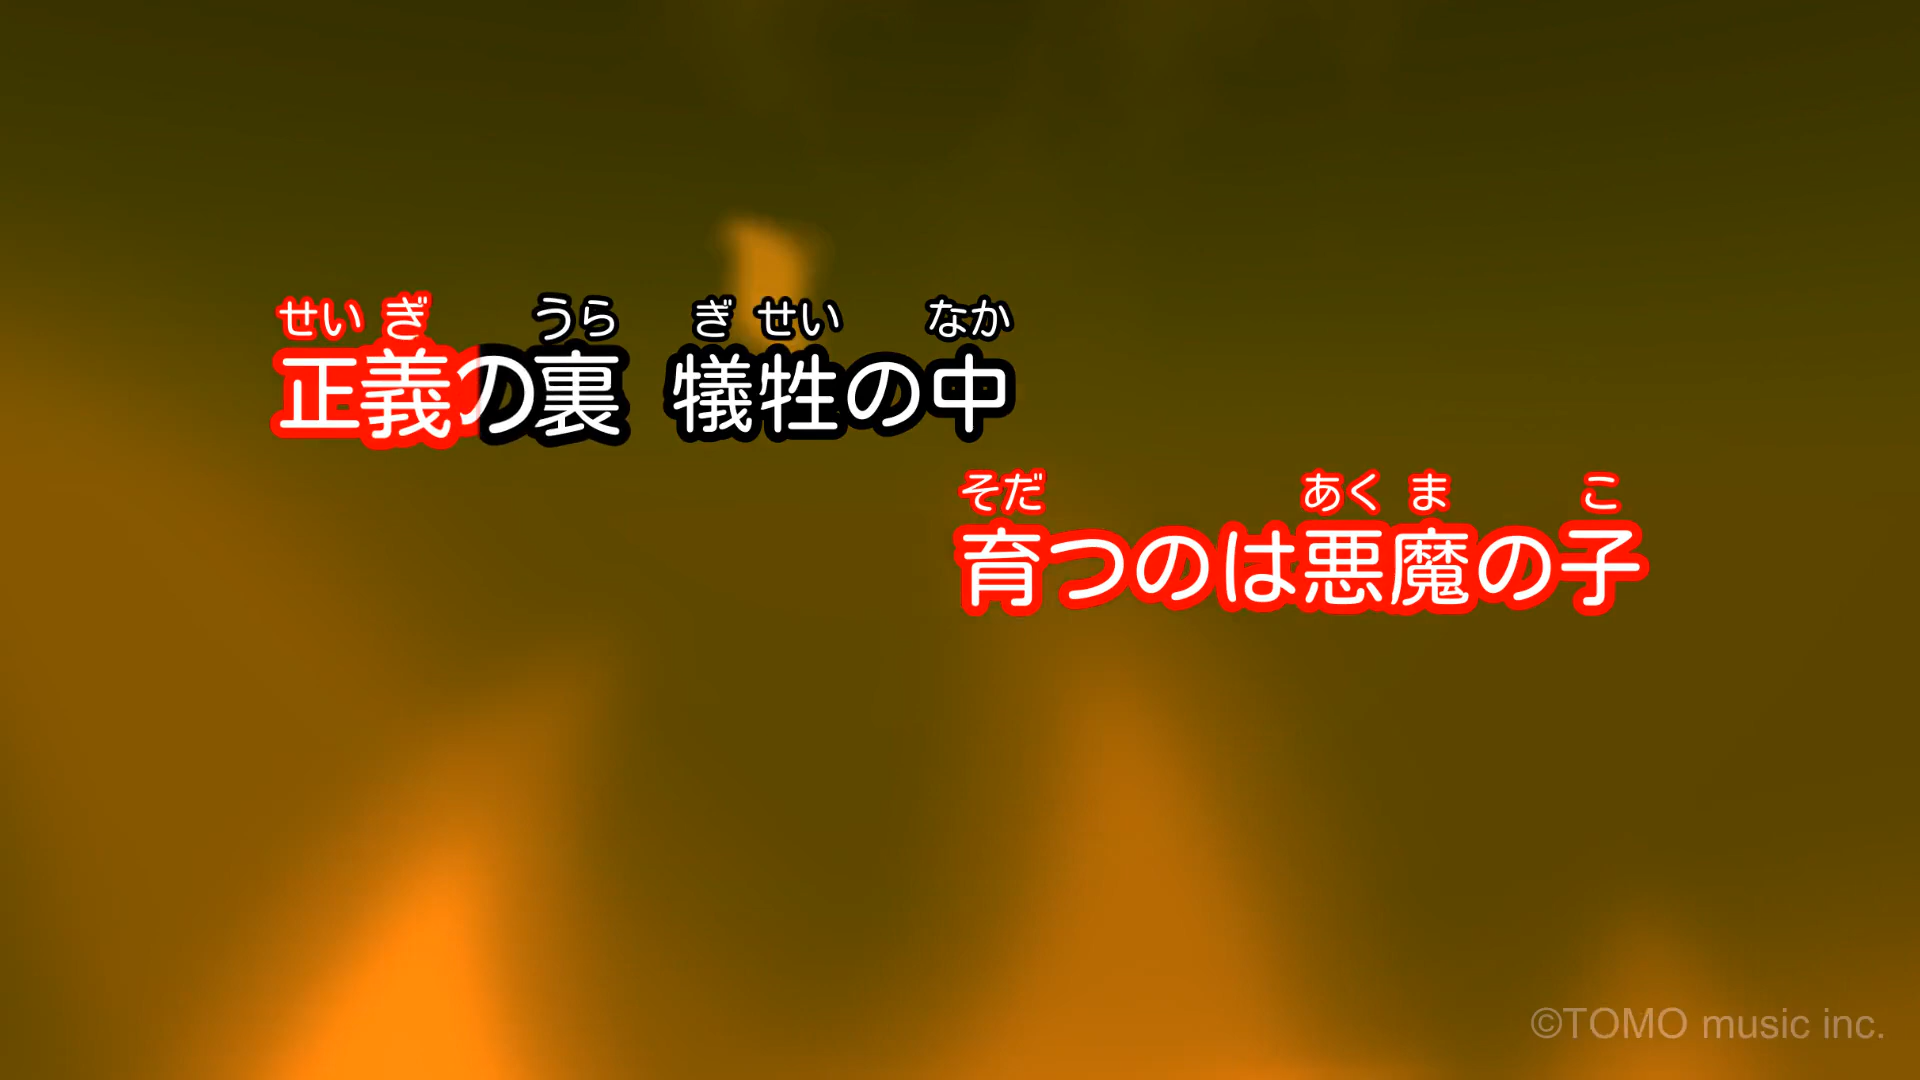 せいぎ うら ぎせい なか
正義の裏 犠牲の中
そだ あくま こ
育つのは悪魔の子
©TOMO music inc.